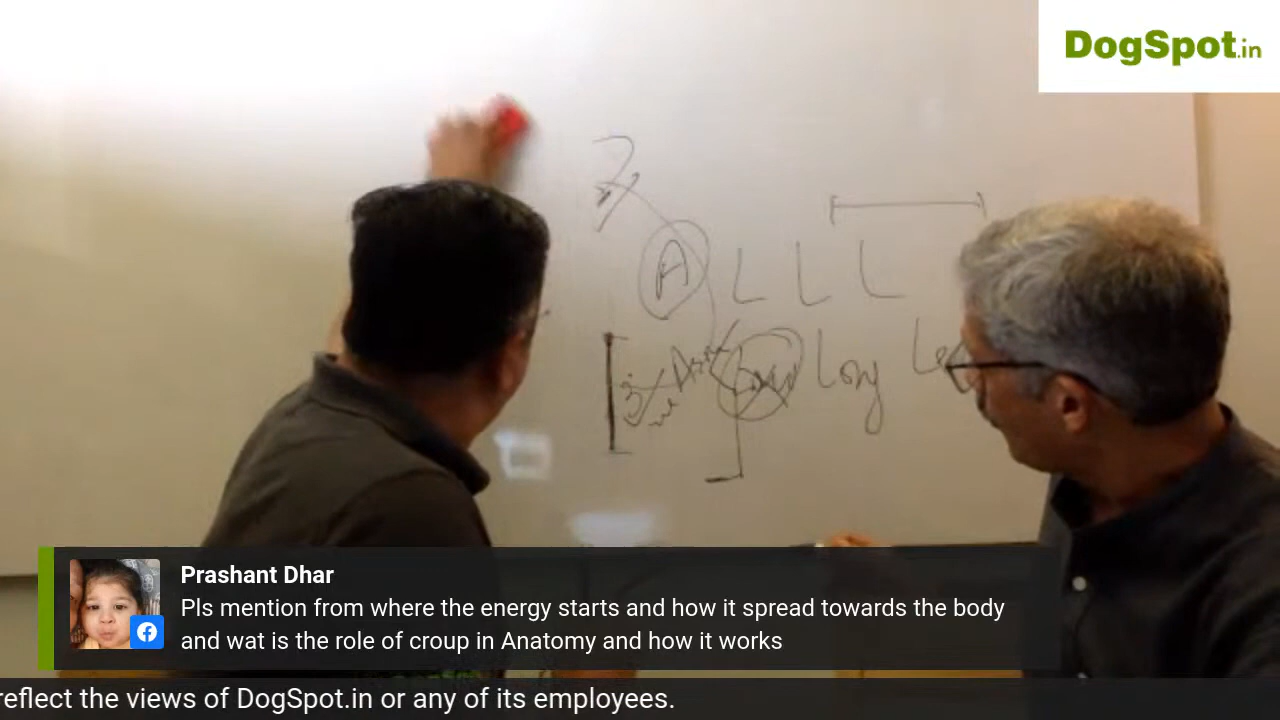 DogSpot.in
A L L L
Long
Prashant Dhar
Pls mention from where the energy starts and how it spread towards the body
and wat is the role of croup in Anatomy and how it works
reflect the views of DogSpot.in or any of its employees.